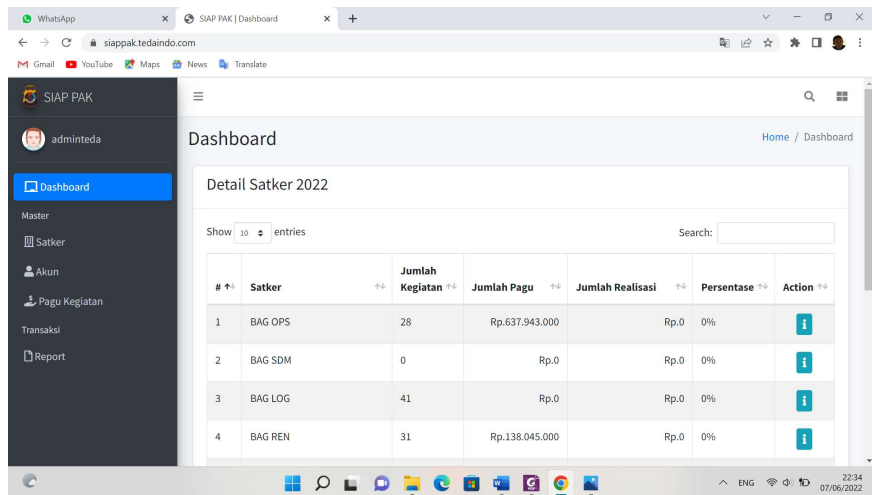 WhatsApp
SIAP PAK | Dashboard
siappak.tedaindo.com
Gmail YouTube Maps News Translate
SIAP PAK
adminteda
Dashboard
Home / Dashboard
Dashboard
Master
Satker
Akun
Pagu Kegiatan
Transaksi
Report
Detail Satker 2022
Show 10 entries
Search:
# Satker Jumlah Kegiatan Jumlah Pagu Jumlah Realisasi Persentase Action
1 BAG OPS 28 Rp.637.943.000 Rp.0 0%
2 BAG SDM 0 Rp.0 Rp.0 0%
3 BAG LOG 41 Rp.0 Rp.0 0%
4 BAG REN 31 Rp.138.045.000 Rp.0 0%
ENG
22:34
07/06/2022